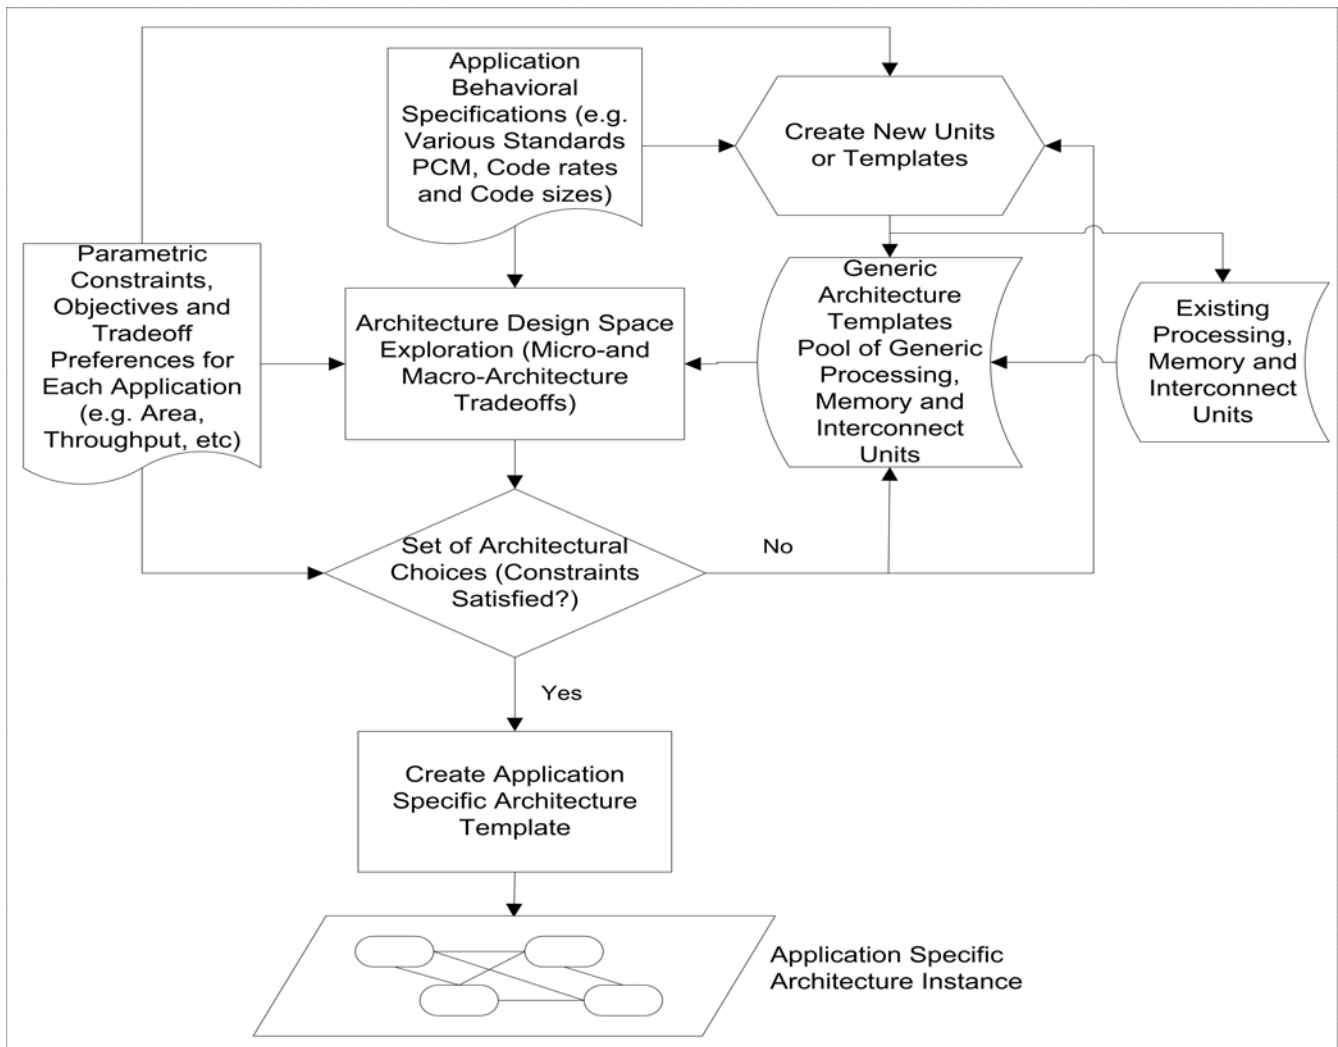 Application
Behavioral
Specifications (e.g.
Various Standards
PCM, Code rates
and Code sizes)
Create New Units
or Templates
Parametric
Constraints,
Objectives and
Tradeoff
Preferences for
Each Application
(e.g. Area,
Throughput, etc)
Architecture Design Space
Exploration (Micro-and
Macro-Architecture
Tradeoffs)
Generic
Architecture
Templates
Pool of Generic
Processing,
Memory and
Interconnect
Units
Existing
Processing,
Memory and
Interconnect
Units
Set of Architectural
Choices (Constraints
Satisfied?)
No
Yes
Create Application
Specific Architecture
Template
Application Specific
Architecture Instance